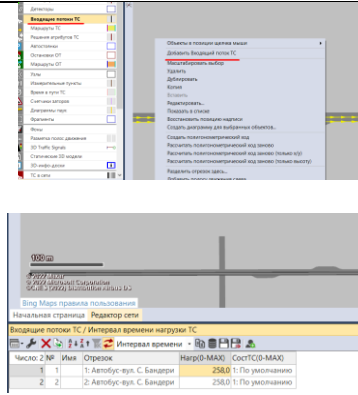 Детекторы
Входящие потоки ТС
Маршруты ТС
Решения атрибутов ТС
Автостоянки
Остановки ОТ
Маршруты ОТ
Узлы
Измерительные пункты
Время в пути ТС
Счетчики заторов
Диаграммы паук
Фрагменты
Фоны
Разметка полос движения
3D Traffic Signals
Статические 3D модели
3D-инфо-доски
ТС в сети
Объекты в позиции щелчка мыши
Добавить Входящий поток ТС
Масштабировать выбор
Удалить
Дублировать
Копия
Вставить
Редактировать...
Показать в списке
Восстановить позицию надписи
Создать диаграмму для выбранных объектов...
Создать полигонометрический ход
Рассчитать полигонометрический ход заново
Рассчитать полигонометрический ход заново (только x/y)
Рассчитать полигонометрический ход заново (только высоту)
Разделить отрезок здесь...
100 m
© 2022 Microsoft Corporation
Bing Maps правила пользования
Начальная страница Редактор сети
Входящие потоки ТС / Интервал времени нагрузки ТС
Интервал времени
Число: 2 № Имя Отрезок Нагр(0-MAX) СостТС(0-MAX)
1 1 1: Автобус-вул. С. Бандери 258,0 1: По умолчанию
2 2 2: Автобус-вул. С. Бандери 258,0 1: По умолчанию